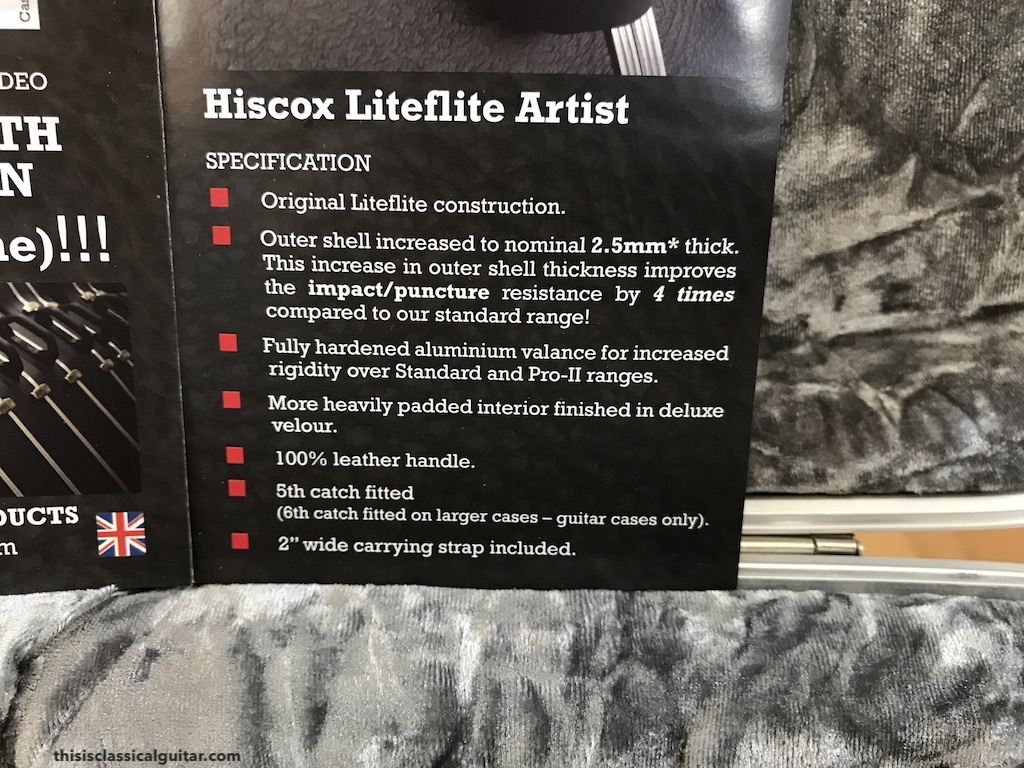 DEO
TH
N
e)!!!
DUCTS
m
Hiscox Liteflite Artist
SPECIFICATION
Original Liteflite construction.
Outer shell increased to nominal 2.5mm* thick.
This increase in outer shell thickness improves
the impact/puncture resistance by 4 times
compared to our standard range!
Fully hardened aluminium valance for increased
rigidity over Standard and Pro-II ranges.
More heavily padded interior finished in deluxe
velour.
100% leather handle.
5th catch fitted
(6th catch fitted on larger cases – guitar cases only).
2” wide carrying strap included.
thisisclassicalguitar.com